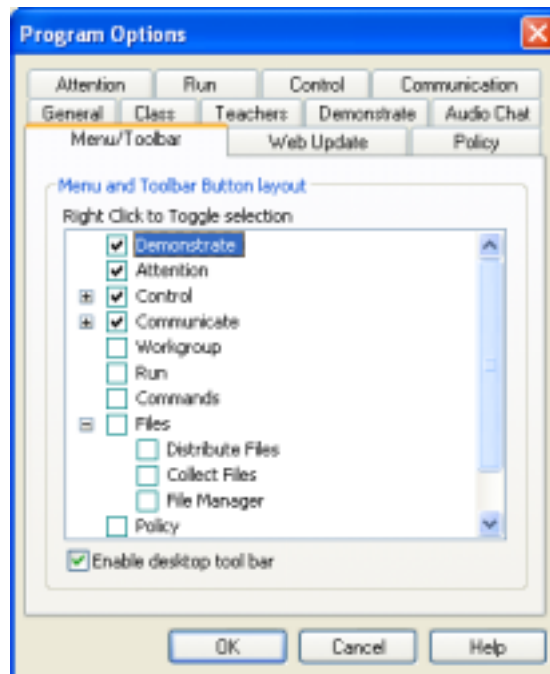 Program Options
Attention Run Control Communication
General Class Teachers Demonstrate Audio Chat
Menu/Toolbar Web Update Policy
Menu and Toolbar Button layout
Right Click to Toggle selection
Demonstrate
Attention
Control
Communicate
Workgroup
Run
Commands
Files
Distribute Files
Collect Files
File Manager
Policy
Enable desktop tool bar
OK Cancel Help